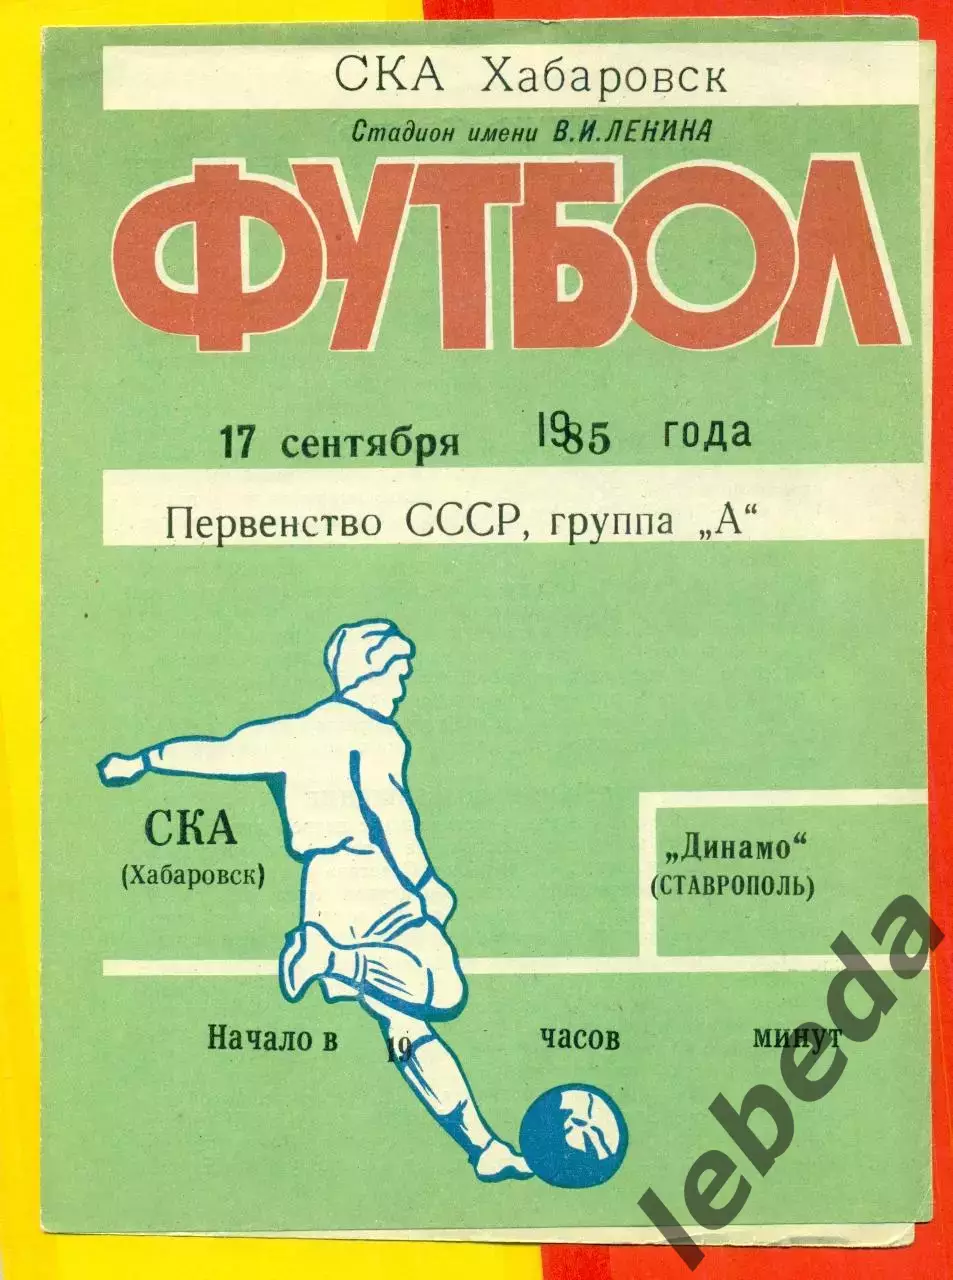 СКА Хабаровск
Стадион имени В.И.ЛЕНИНА
ФУТБОЛ
17 сентября 1985 года
Первенство СССР, группа „А“
СКА
(Хабаровск)
„Динамо“
(СТАВРОПОЛЬ)
Начало в 19 часов минут
lebeda